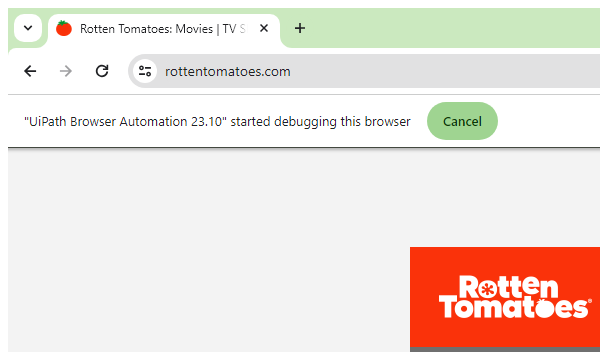 Rotten Tomatoes: Movies | TV S
rottentomatoes.com
"UiPath Browser Automation 23.10" started debugging this browser
Cancel
Rotten
Tomatoes®